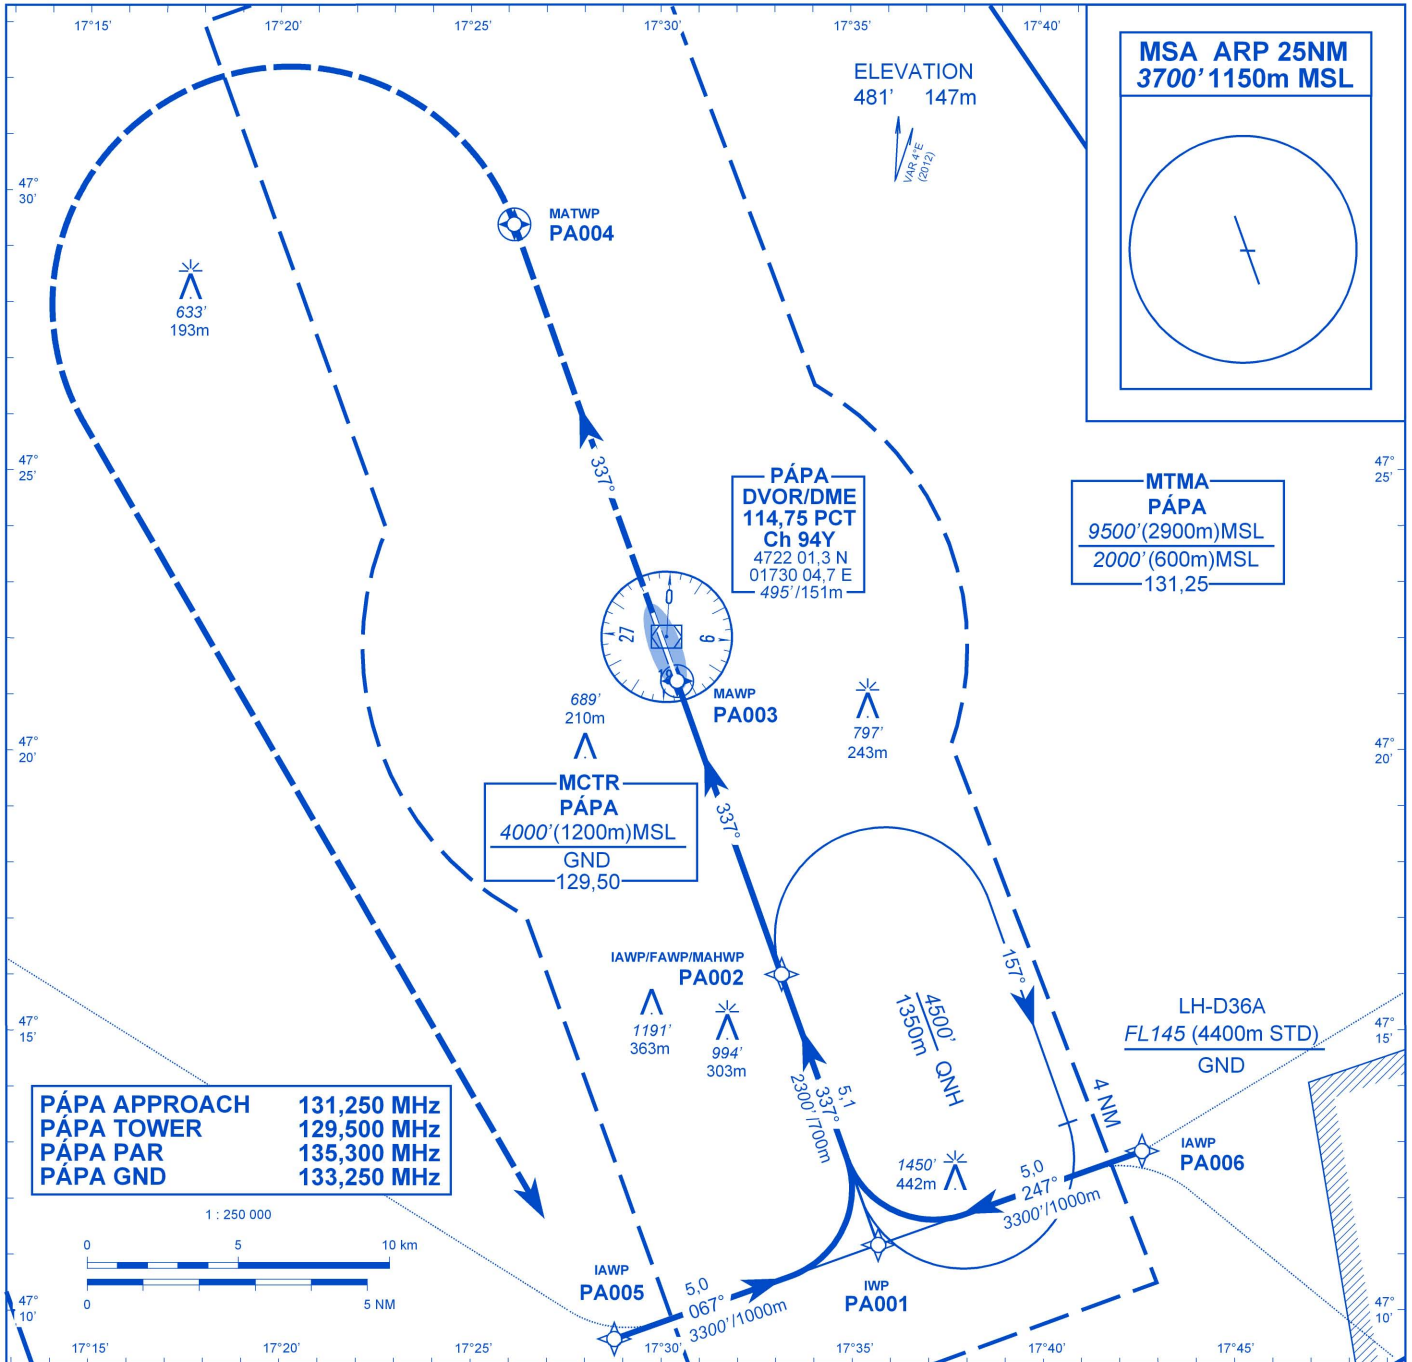 17°15' 17°20' 17°25' 17°30' 17°35' 17°40'
MSA ARP 25NM
3700' 1150m MSL
ELEVATION
481' 147m
VAR 4°E
(2012)
47°
30'
MATWP
PA004
633'
193m
337°
47°
25'
PÁPA
DVOR/DME
114,75 PCT
Ch 94Y
4722 01,3 N
01730 04,7 E
495'/151m
MTMA
PÁPA
9500'(2900m)MSL
2000'(600m)MSL
131,25
47°
25'
0
27
9
MAWP
PA003
689'
210m
797'
243m
47°
20'
47°
20'
MCTR
PÁPA
4000'(1200m)MSL
GND
129,50
337°
IAWP/FAWP/MAHWP
PA002
157°
1191'
363m
994'
303m
4500'
1350m
QNH
LH-D36A
FL145 (4400m STD)
GND
47°
15'
47°
15'
5,1
337°
2300'/700m
4 NM
PÁPA APPROACH 131,250 MHz
PÁPA TOWER 129,500 MHz
PÁPA PAR 135,300 MHz
PÁPA GND 133,250 MHz
1450'
442m
IAWP
PA006
5,0
247°
3300'/1000m
1 : 250 000
0 5 10 km
0 5 NM
IAWP
PA005
5,0
067°
3300'/1000m
IWP
PA001
47°
10'
47°
10'
17°15' 17°20' 17°25' 17°30' 17°35' 17°40' 17°45'